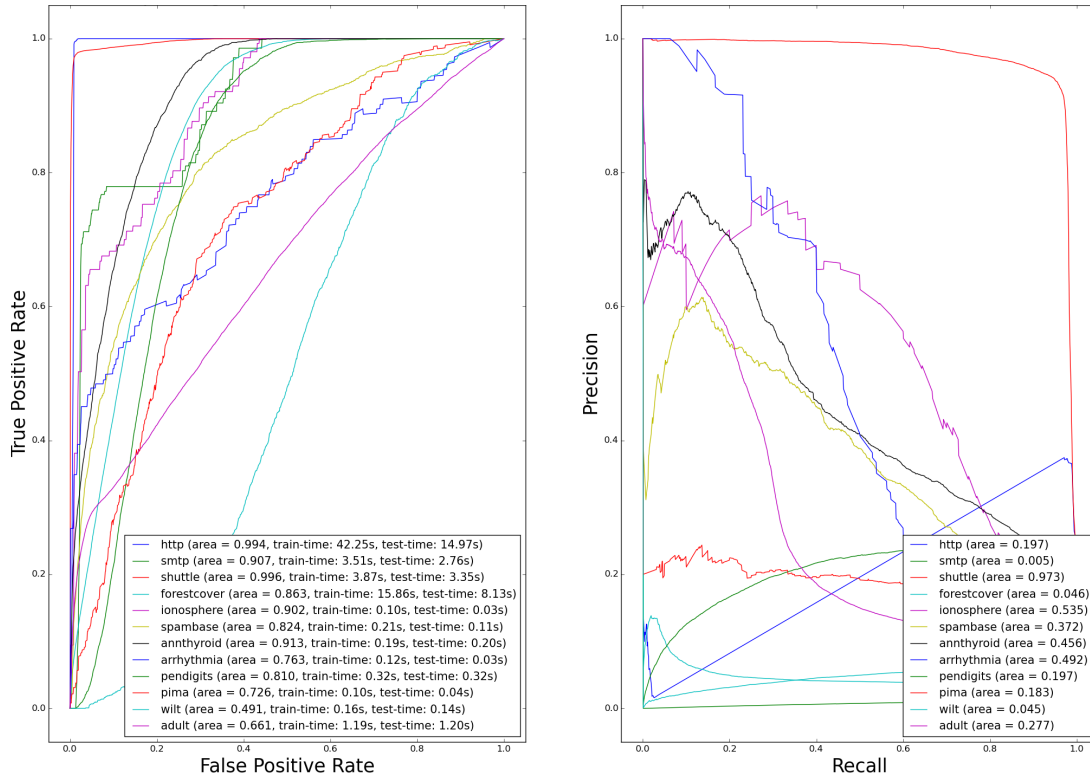 1.0
0.8
0.6
0.4
0.2
0.0
True Positive Rate
http (area = 0.994, train-time: 42.25s, test-time: 14.97s)
smtp (area = 0.907, train-time: 3.51s, test-time: 2.76s)
shuttle (area = 0.996, train-time: 3.87s, test-time: 3.35s)
forestcover (area = 0.863, train-time: 15.86s, test-time: 8.13s)
ionosphere (area = 0.902, train-time: 0.10s, test-time: 0.03s)
spambase (area = 0.824, train-time: 0.21s, test-time: 0.11s)
annthyroid (area = 0.913, train-time: 0.19s, test-time: 0.20s)
arrhythmia (area = 0.763, train-time: 0.12s, test-time: 0.03s)
pendigits (area = 0.810, train-time: 0.32s, test-time: 0.32s)
pima (area = 0.726, train-time: 0.10s, test-time: 0.04s)
wilt (area = 0.491, train-time: 0.16s, test-time: 0.14s)
adult (area = 0.661, train-time: 1.19s, test-time: 1.20s)
0.0 0.2 0.4 0.6 0.8 1.0
False Positive Rate
1.0
0.8
0.6
0.4
0.2
0.0
Precision
http (area = 0.197)
smtp (area = 0.005)
shuttle (area = 0.973)
forestcover (area = 0.046)
ionosphere (area = 0.535)
spambase (area = 0.372)
annthyroid (area = 0.456)
arrhythmia (area = 0.492)
pendigits (area = 0.197)
pima (area = 0.183)
wilt (area = 0.045)
adult (area = 0.277)
0.0 0.2 0.4 0.6 0.8 1.0
Recall